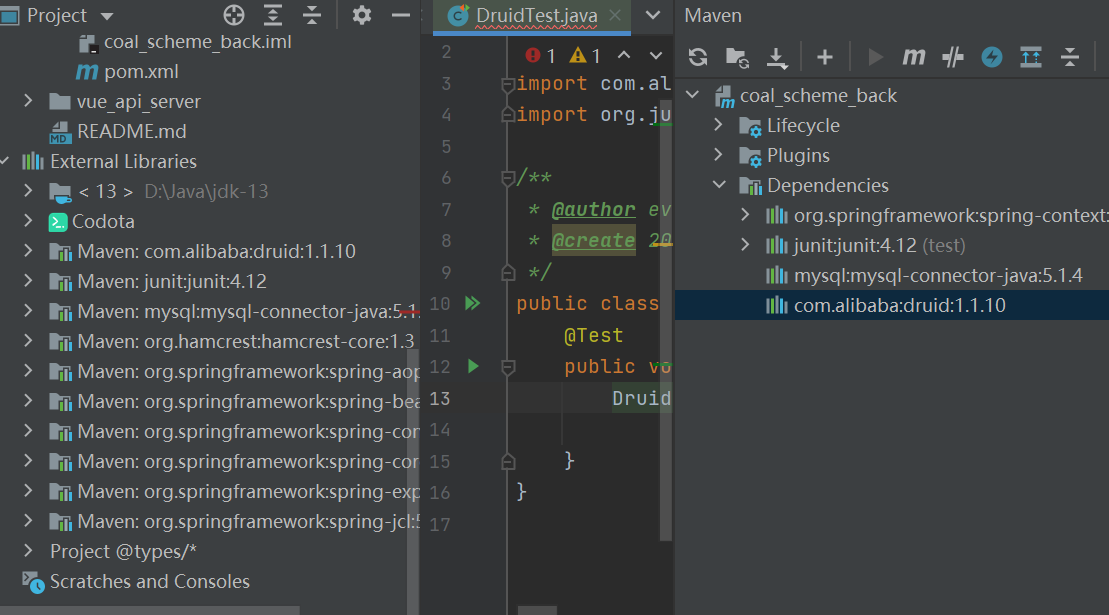 Project
coal_scheme_back.iml
pom.xml
vue_api_server
README.md
External Libraries
< 13 > D:\Java\jdk-13
Codota
Maven: com.alibaba:druid:1.1.10
Maven: junit:junit:4.12
Maven: mysql:mysql-connector-java:5.1.
Maven: org.hamcrest:hamcrest-core:1.3
Maven: org.springframework:spring-aop
Maven: org.springframework:spring-bea
Maven: org.springframework:spring-cor
Maven: org.springframework:spring-cor
Maven: org.springframework:spring-exp
Maven: org.springframework:spring-jcl:5
Project @types/*
Scratches and Consoles
DruidTest.java
1 1
2
3 import com.al
4 import org.ju
5
6 /**
7 * @author ev
8 * @create 20
9 */
10 public class
11 @Test
12 public vo
13 Druid
14
15 }
16 }
17
Maven
coal_scheme_back
Lifecycle
Plugins
Dependencies
org.springframework:spring-context:
junit:junit:4.12 (test)
mysql:mysql-connector-java:5.1.4
com.alibaba:druid:1.1.10